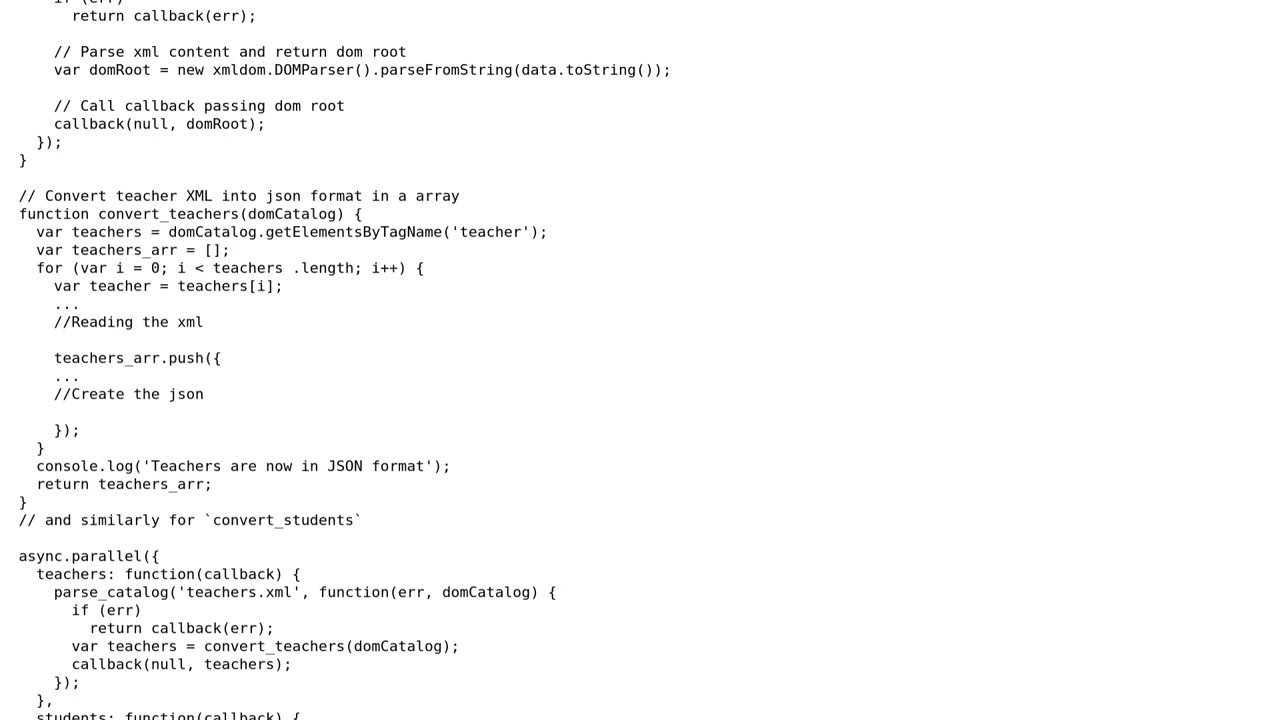 if (err)
return callback(err);
// Parse xml content and return dom root
var domRoot = new xmldom.DOMParser().parseFromString(data.toString());
// Call callback passing dom root
callback(null, domRoot);
});
}
// Convert teacher XML into json format in a array
function convert_teachers(domCatalog) {
var teachers = domCatalog.getElementsByTagName('teacher');
var teachers_arr = [];
for (var i = 0; i < teachers .length; i++) {
var teacher = teachers[i];
...
//Reading the xml
teachers_arr.push({
...
//Create the json
});
}
console.log('Teachers are now in JSON format');
return teachers_arr;
}
// and similarly for `convert_students`
async.parallel({
teachers: function(callback) {
parse_catalog('teachers.xml', function(err, domCatalog) {
if (err)
return callback(err);
var teachers = convert_teachers(domCatalog);
callback(null, teachers);
});
},
students: function(callback) {